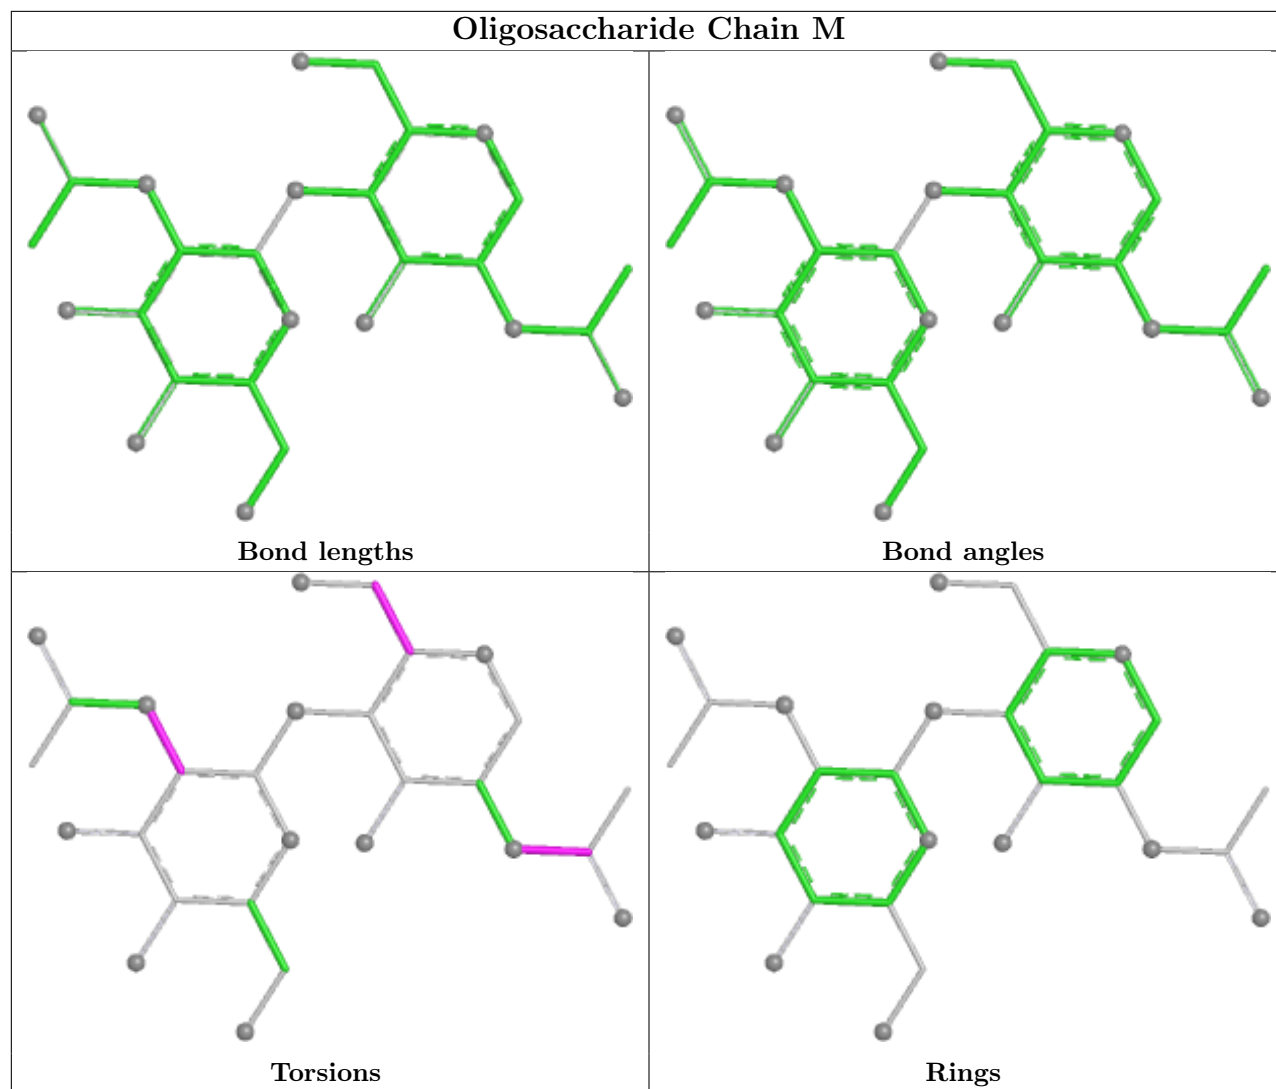 Oligosaccharide Chain M
Bond lengths
Bond angles
Torsions
Rings